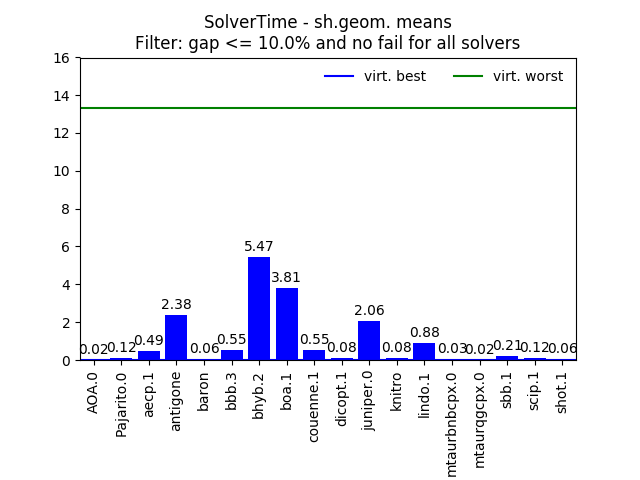 SolverTime - sh.geom. means
Filter: gap <= 10.0% and no fail for all solvers
virt. best
virt. worst
16
14
12
10
8
6
4
2
0
0.02
0.12
0.49
2.38
0.06
0.55
5.47
3.81
0.55
0.08
2.06
0.08
0.88
0.03
0.02
0.21
0.12
0.06
AOA.0
Pajarito.0
aecp.1
antigone
baron
bbb.3
bhyb.2
boa.1
couenne.1
dicopt.1
juniper.0
knitro
lindo.1
mtaurbnbcpx.0
mtaurqgcpx.0
sbb.1
scip.1
shot.1